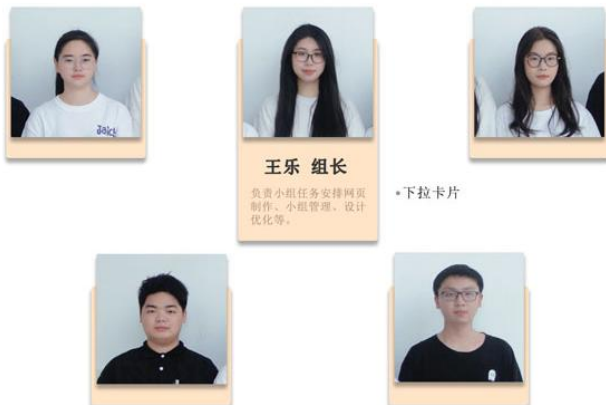 王乐 组长
负责小组任务安排网页
制作、小组管理、设计
优化等。
•下拉卡片